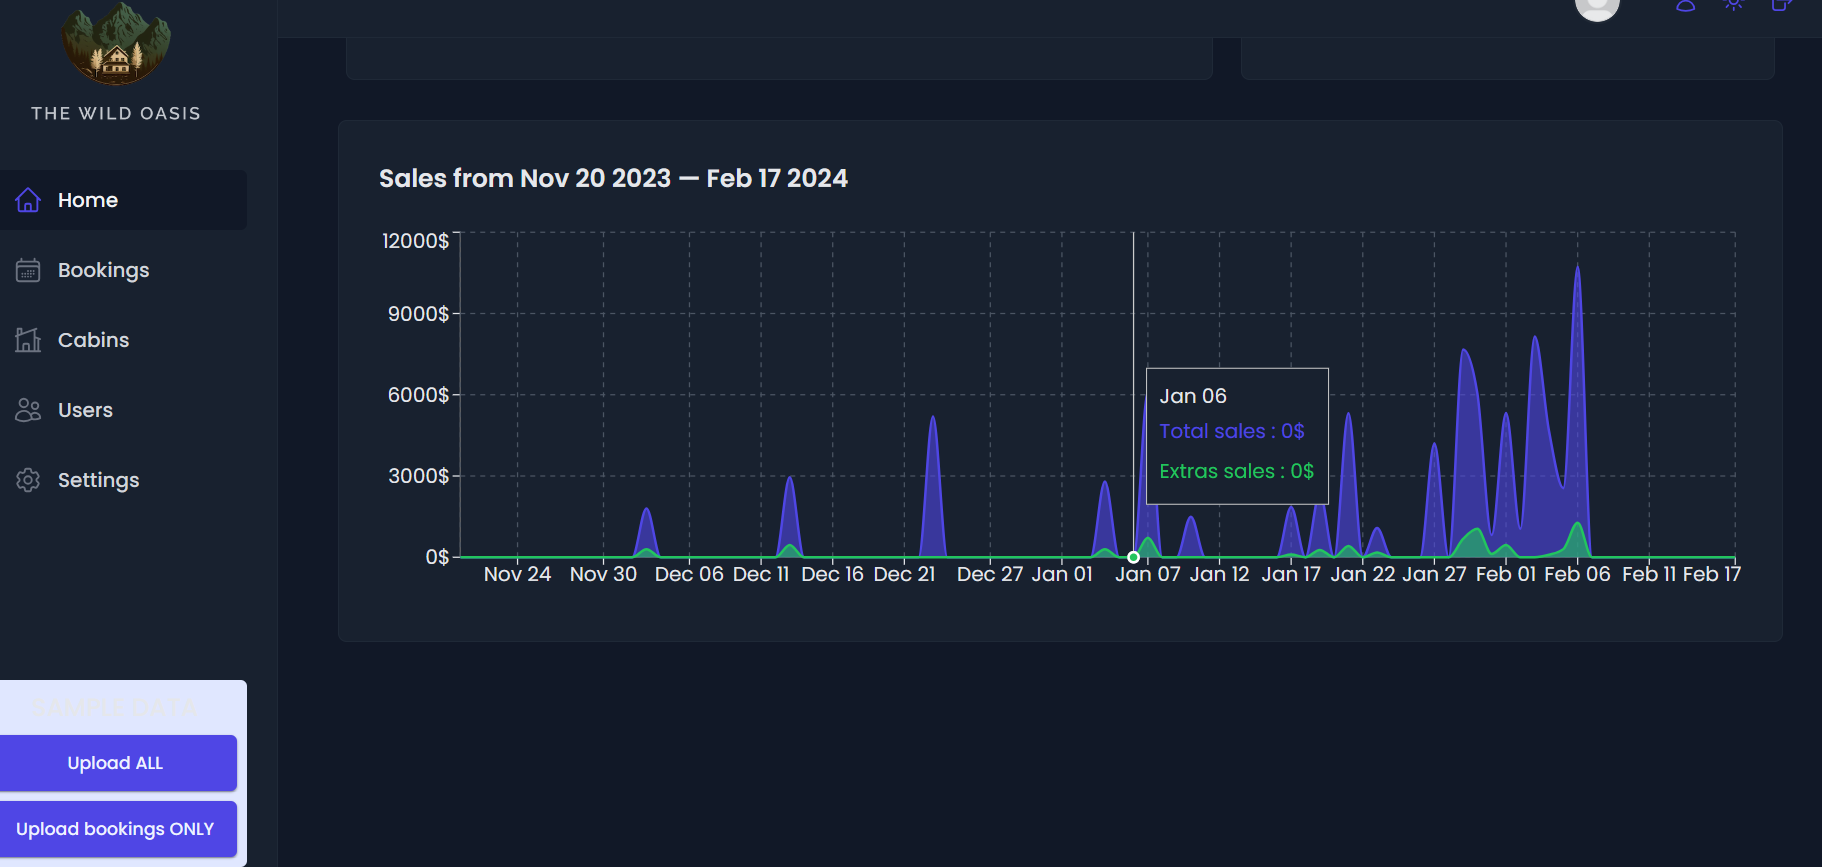 THE WILD OASIS
Home
Bookings
Cabins
Users
Settings
SAMPLE DATA
Upload ALL
Upload bookings ONLY
Sales from Nov 20 2023 — Feb 17 2024
12000$
9000$
6000$
3000$
0$
Jan 06
Total sales : 0$
Extras sales : 0$
Nov 24 Nov 30 Dec 06 Dec 11 Dec 16 Dec 21 Dec 27 Jan 01 Jan 07 Jan 12 Jan 17 Jan 22 Jan 27 Feb 01 Feb 06 Feb 11 Feb 17